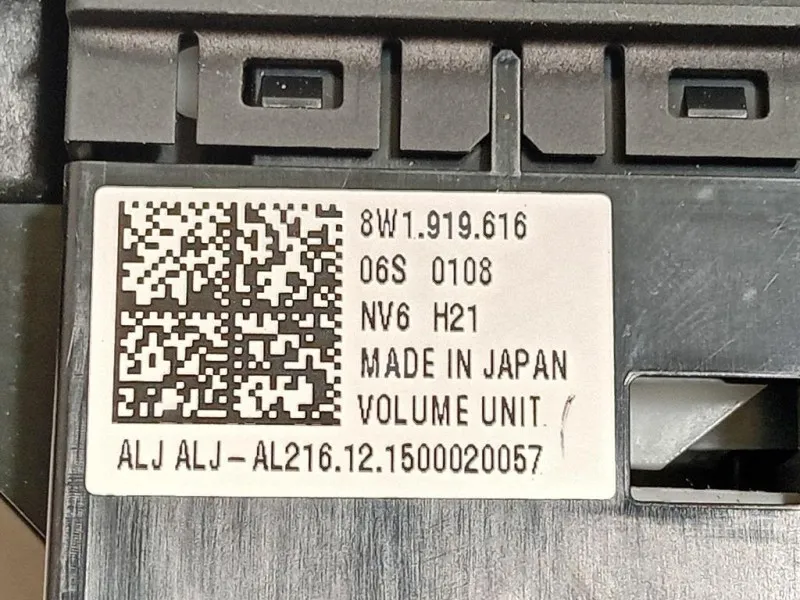 8W1.919.616
06S 0108
NV6 H21
MADE IN JAPAN
VOLUME UNIT
ALJ ALJ-AL216.12.1500020057